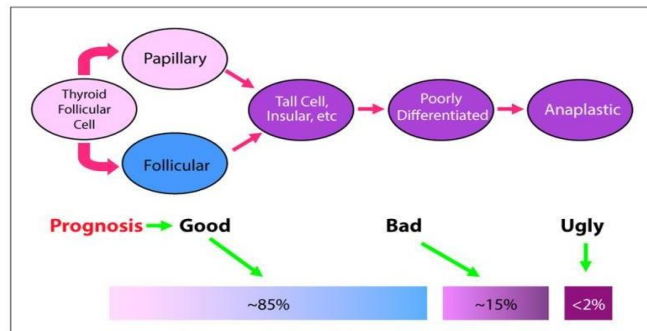 Papillary
Thyroid
Follicular
Cell
Tall Cell,
Insular, etc
Poorly
Differentiated
Anaplastic
Follicular
Prognosis
Good
Bad
Ugly
~85%
~15%
<2%